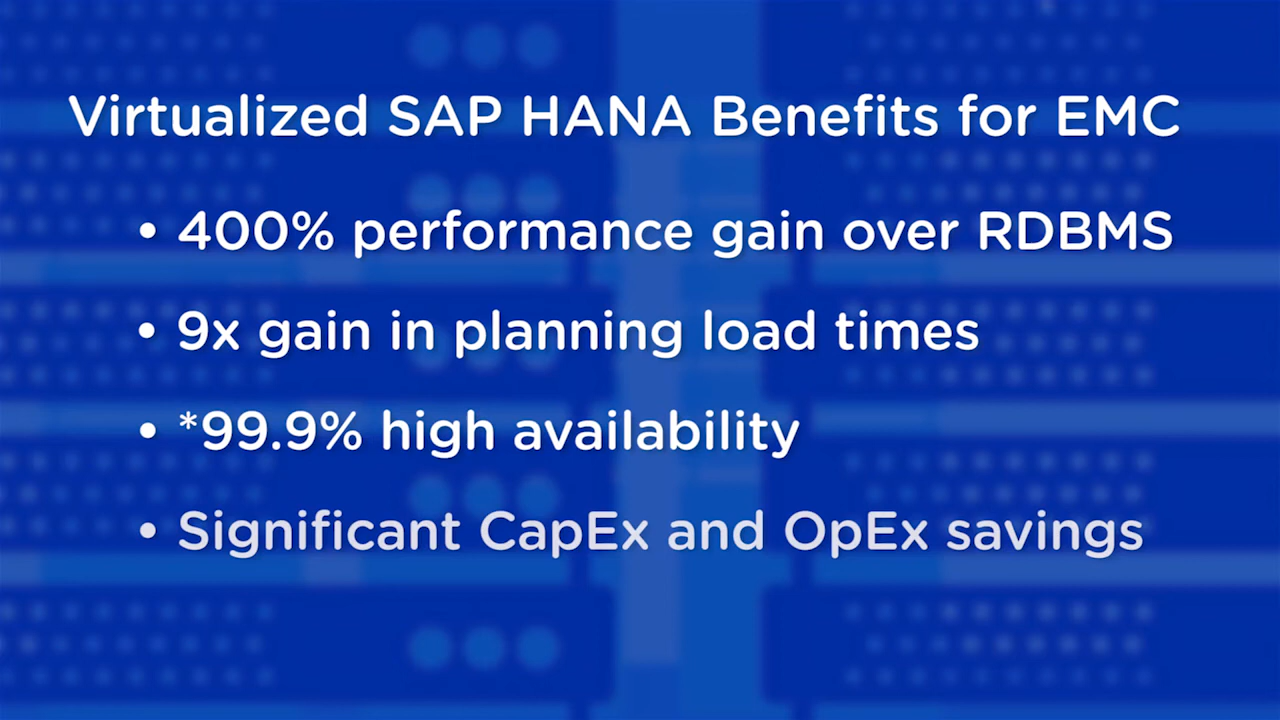 Virtualized SAP HANA Benefits for EMC
• 400% performance gain over RDBMS
• 9x gain in planning load times
• *99.9% high availability
• Significant CapEx and OpEx savings